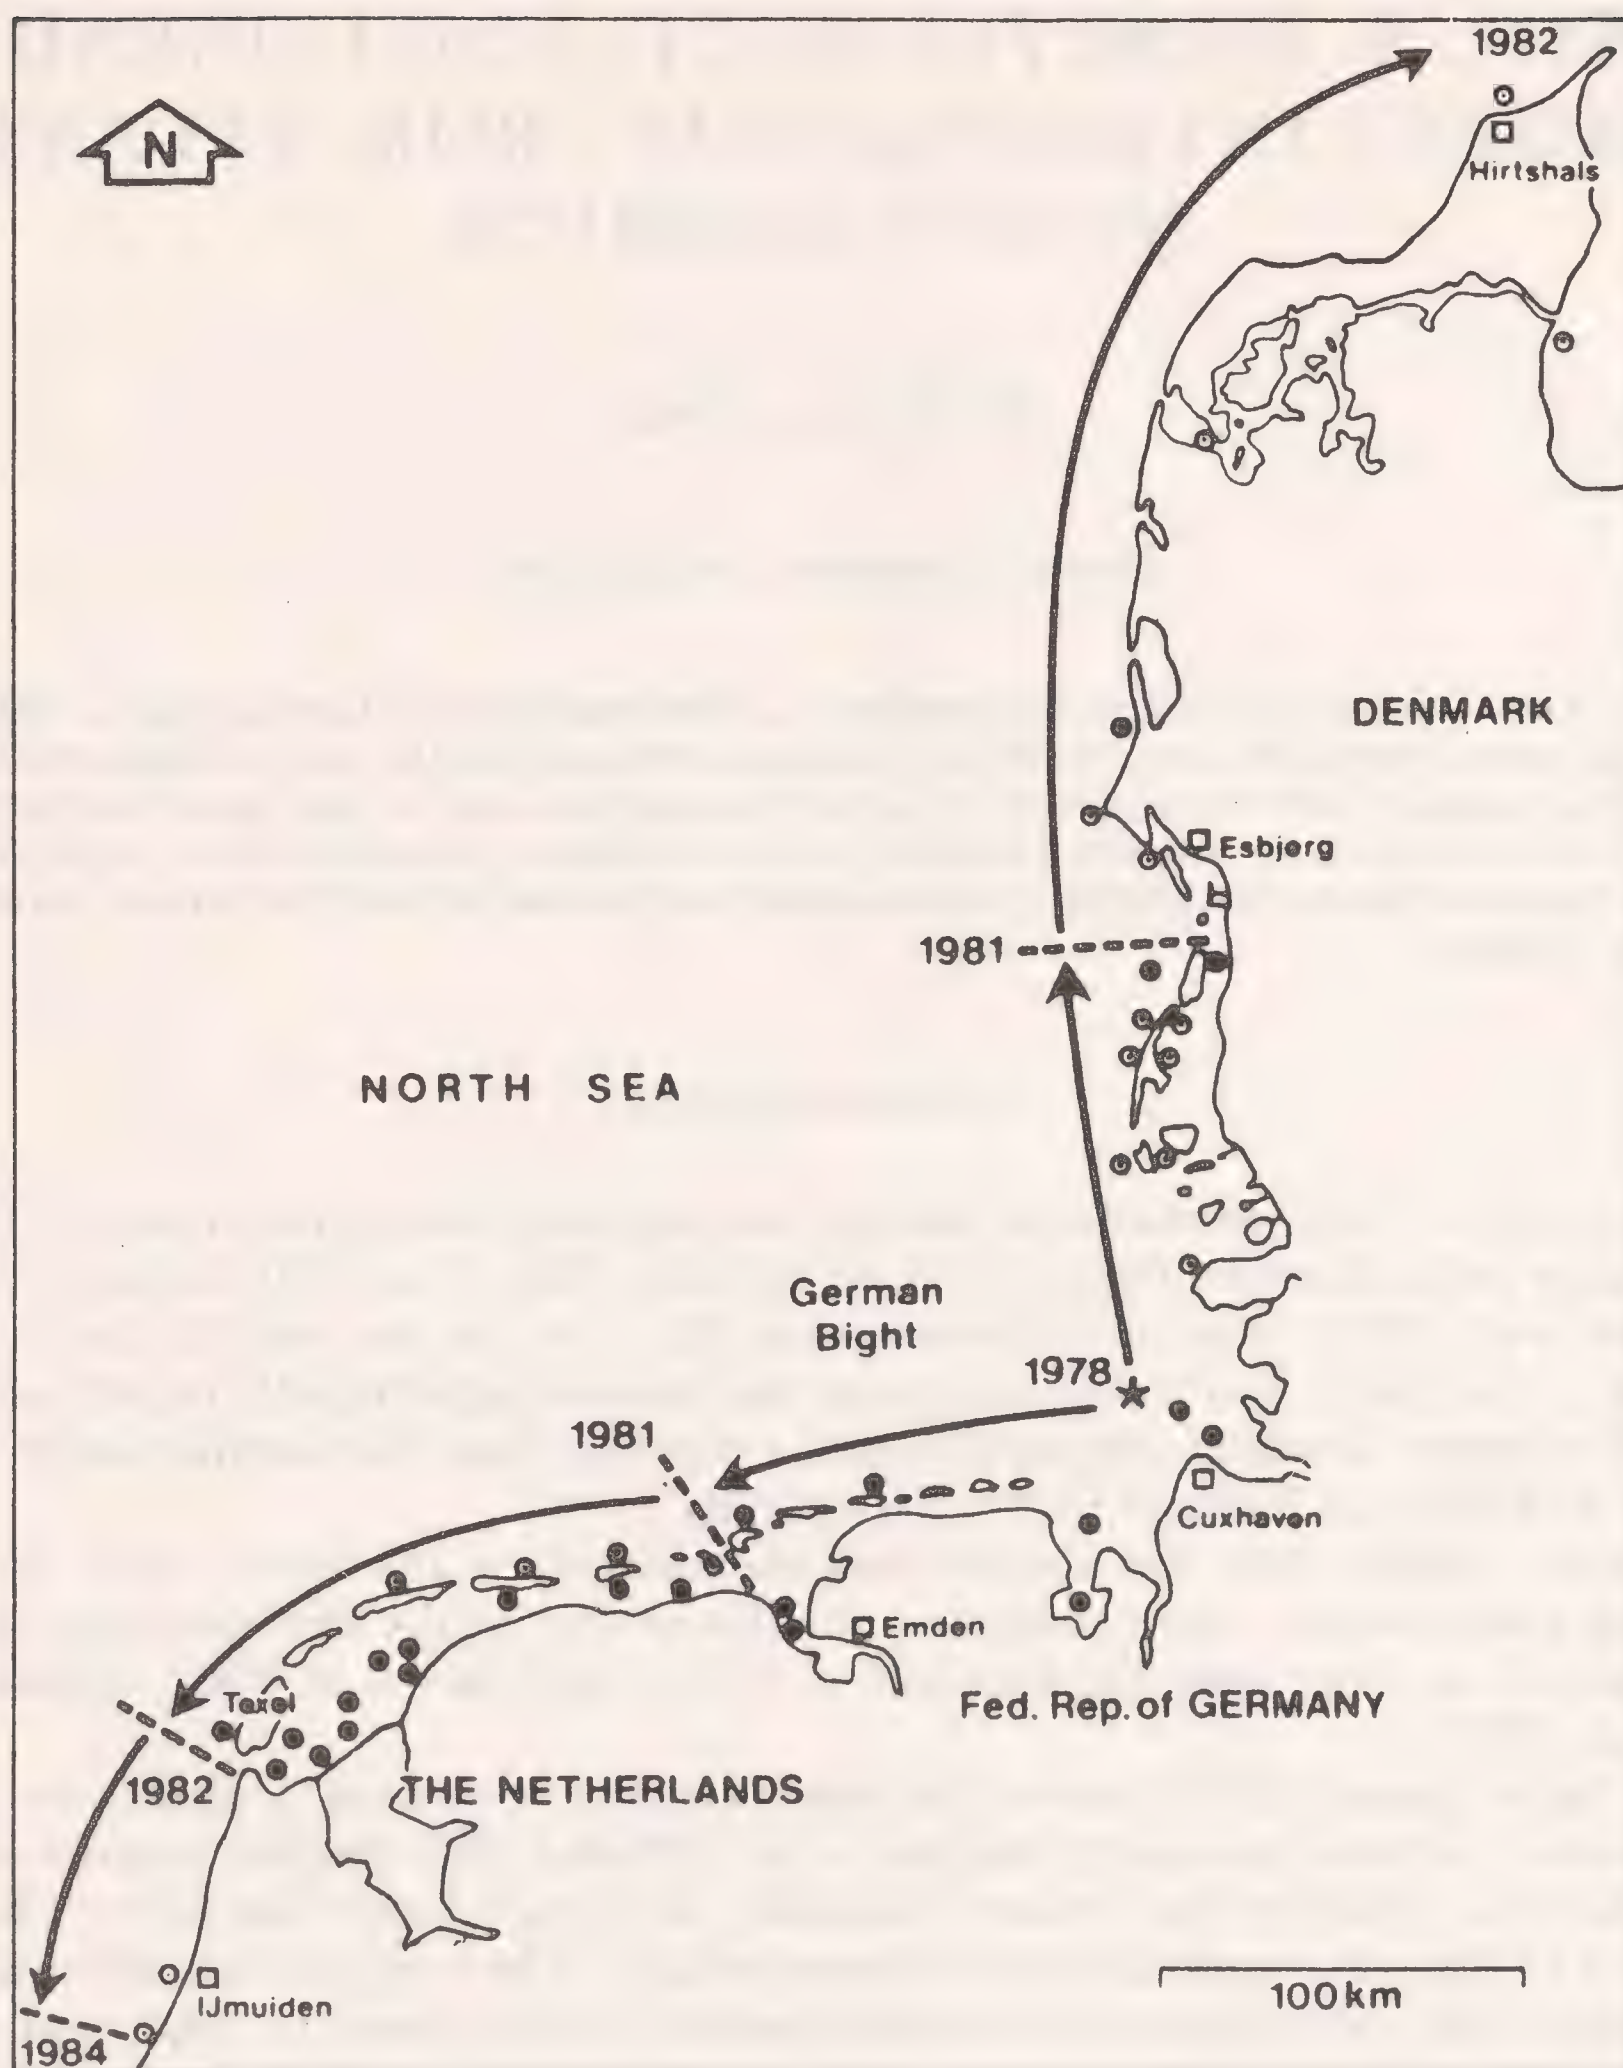 1982
N
Hirtshals
DENMARK
Esbjerg
1981
NORTH SEA
German
Bight
1978
1981
Cuxhaven
Emden
Fed. Rep. of GERMANY
Texel
1982
THE NETHERLANDS
IJmuiden
100 km
1984